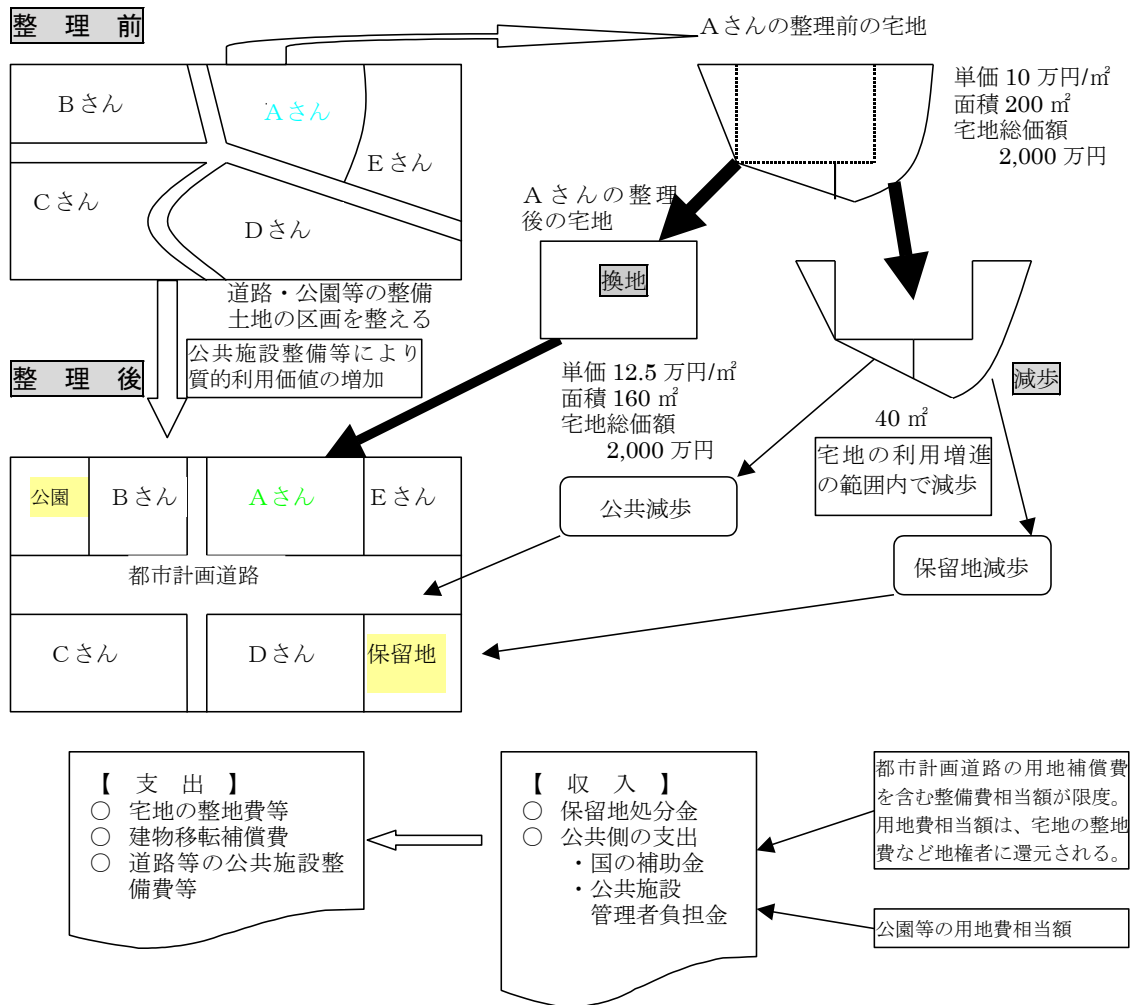 整 理 前
Aさんの整理前の宅地
Bさん
Aさん
Eさん
Cさん
Dさん
単価 10 万円/㎡
面積 200 ㎡
宅地総価額
2,000 万円
Aさんの整理
後の宅地
換地
道路・公園等の整備
土地の区画を整える
公共施設整備等により
質的利用価値の増加
整 理 後
単価 12.5 万円/㎡
面積 160 ㎡
宅地総価額
2,000 万円
減歩
40 ㎡
宅地の利用増進
の範囲内で減歩
公共減歩
保留地減歩
公園
Bさん
Aさん
Eさん
都市計画道路
Cさん
Dさん
保留地
【 支 出 】
○ 宅地の整地費等
○ 建物移転補償費
○ 道路等の公共施設整
備費等
【 収 入 】
○ 保留地処分金
○ 公共側の支出
・国の補助金
・公共施設
管理者負担金
都市計画道路の用地補償費
を含む整備費相当額が限度。
用地費相当額は、宅地の整地
費など地権者に還元される。
公園等の用地費相当額